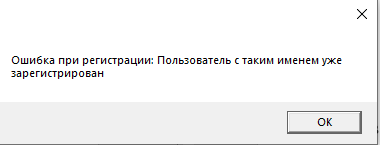 Ошибка при регистрации: Пользователь с таким именем уже
зарегистрирован
OK